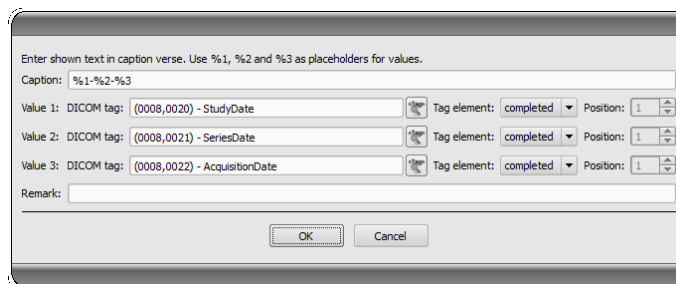 Enter shown text in caption verse. Use %1, %2 and %3 as placeholders for values.
Caption: %1-%2-%3
Value 1: DICOM tag: (0008,0020) - StudyDate Tag element: completed Position: 1
Value 2: DICOM tag: (0008,0021) - SeriesDate Tag element: completed Position: 1
Value 3: DICOM tag: (0008,0022) - AcquisitionDate Tag element: completed Position: 1
Remark:
OK Cancel